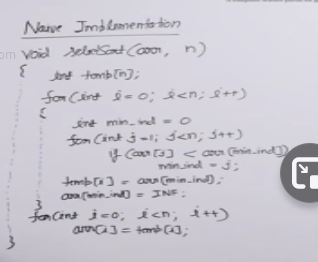 Naive Implementation
void selectSort(arr, n)
{
int temp[n];
for(int i=0; i<n; i++)
{
int min_ind = 0
for(int j=1; j<n; j++)
if (arr[j] < arr[min_ind])
min_ind = j;
temp[i] = arr[min_ind];
arr[min_ind] = INF;
}
for(int i=0; i<n; i++)
arr[i] = temp[i];
}